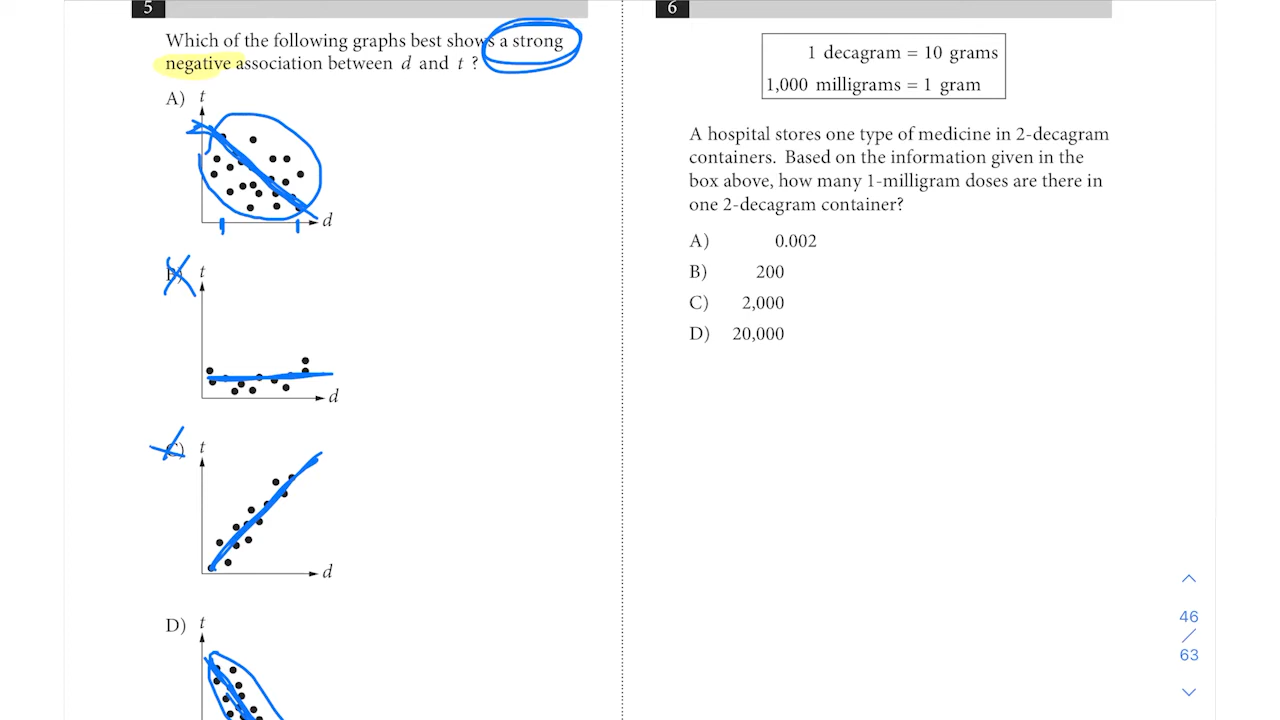 5
Which of the following graphs best shows a strong
negative association between d and t ?
A)
t
d
B)
t
d
C)
t
d
D)
t
6
1 decagram = 10 grams
1,000 milligrams = 1 gram
A hospital stores one type of medicine in 2-decagram
containers. Based on the information given in the
box above, how many 1-milligram doses are there in
one 2-decagram container?
A) 0.002
B) 200
C) 2,000
D) 20,000
46
/
63